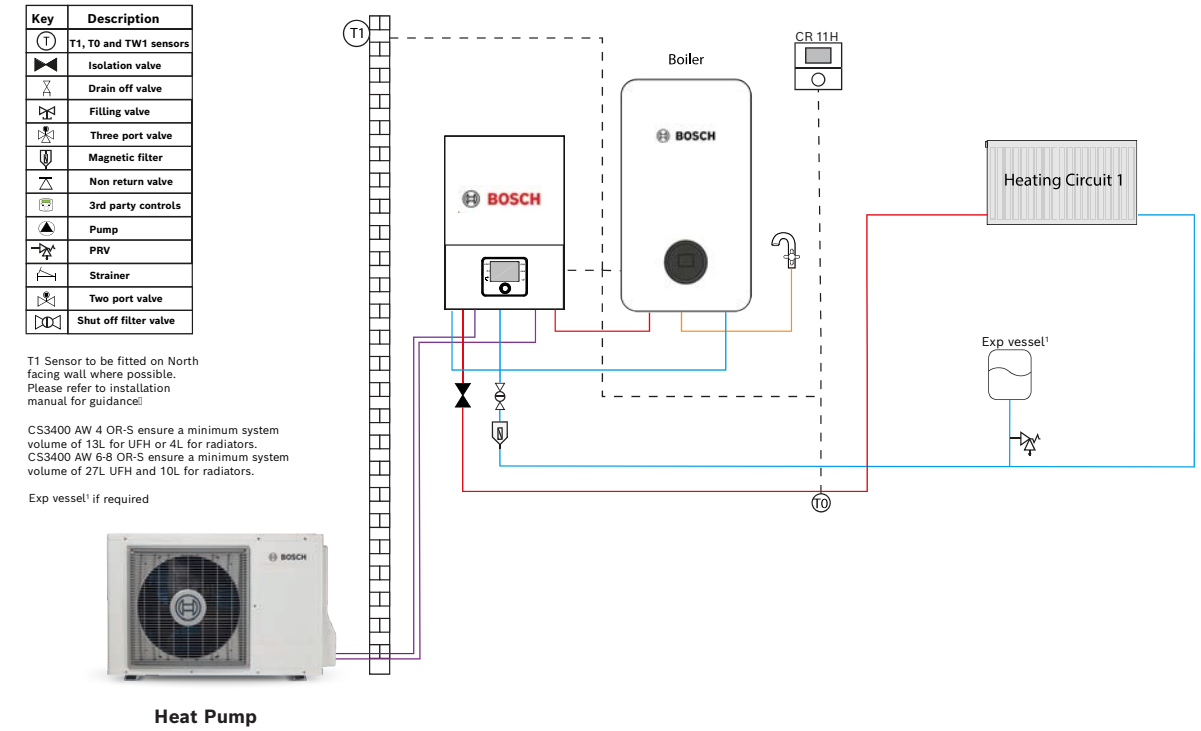 Key Description
T T1, T0 and TW1 sensors
Isolation valve
Drain off valve
Filling valve
Three port valve
Magnetic filter
Non return valve
3rd party controls
Pump
PRV
Strainer
Two port valve
Shut off filter valve
T1 Sensor to be fitted on North
facing wall where possible.
Please refer to installation
manual for guidance
CS3400 AW 4 OR-S ensure a minimum system
volume of 13L for UFH or 4L for radiators.
CS3400 AW 6-8 OR-S ensure a minimum system
volume of 27L UFH and 10L for radiators.
Exp vessel¹ if required
T1
BOSCH
Boiler
BOSCH
CR 11H
Heating Circuit 1
Exp vessel¹
T0
BOSCH
Heat Pump